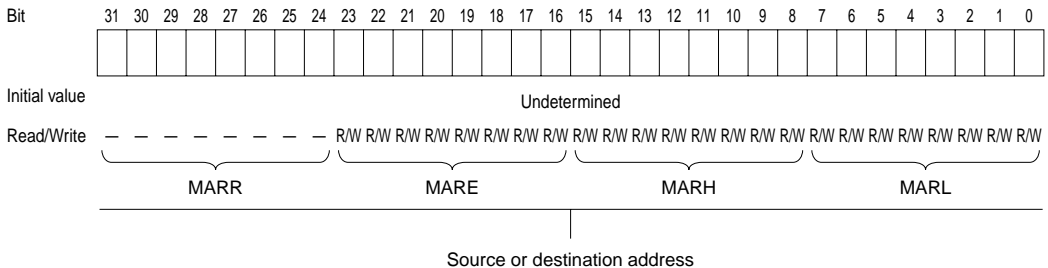 Bit 31 30 29 28 27 26 25 24 23 22 21 20 19 18 17 16 15 14 13 12 11 10 9 8 7 6 5 4 3 2 1 0
Initial value Undetermined
Read/Write — — — — — — — — R/W R/W R/W R/W R/W R/W R/W R/W R/W R/W R/W R/W R/W R/W R/W R/W R/W R/W R/W R/W R/W R/W R/W R/W
MARR MARE MARH MARL
Source or destination address